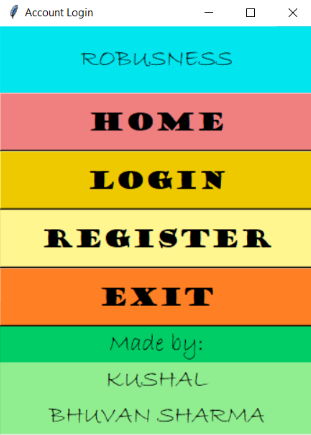 Account Login
ROBUSNESS
HOME
LOGIN
REGISTER
EXIT
Made by:
KUSHAL
BHUVAN SHARMA